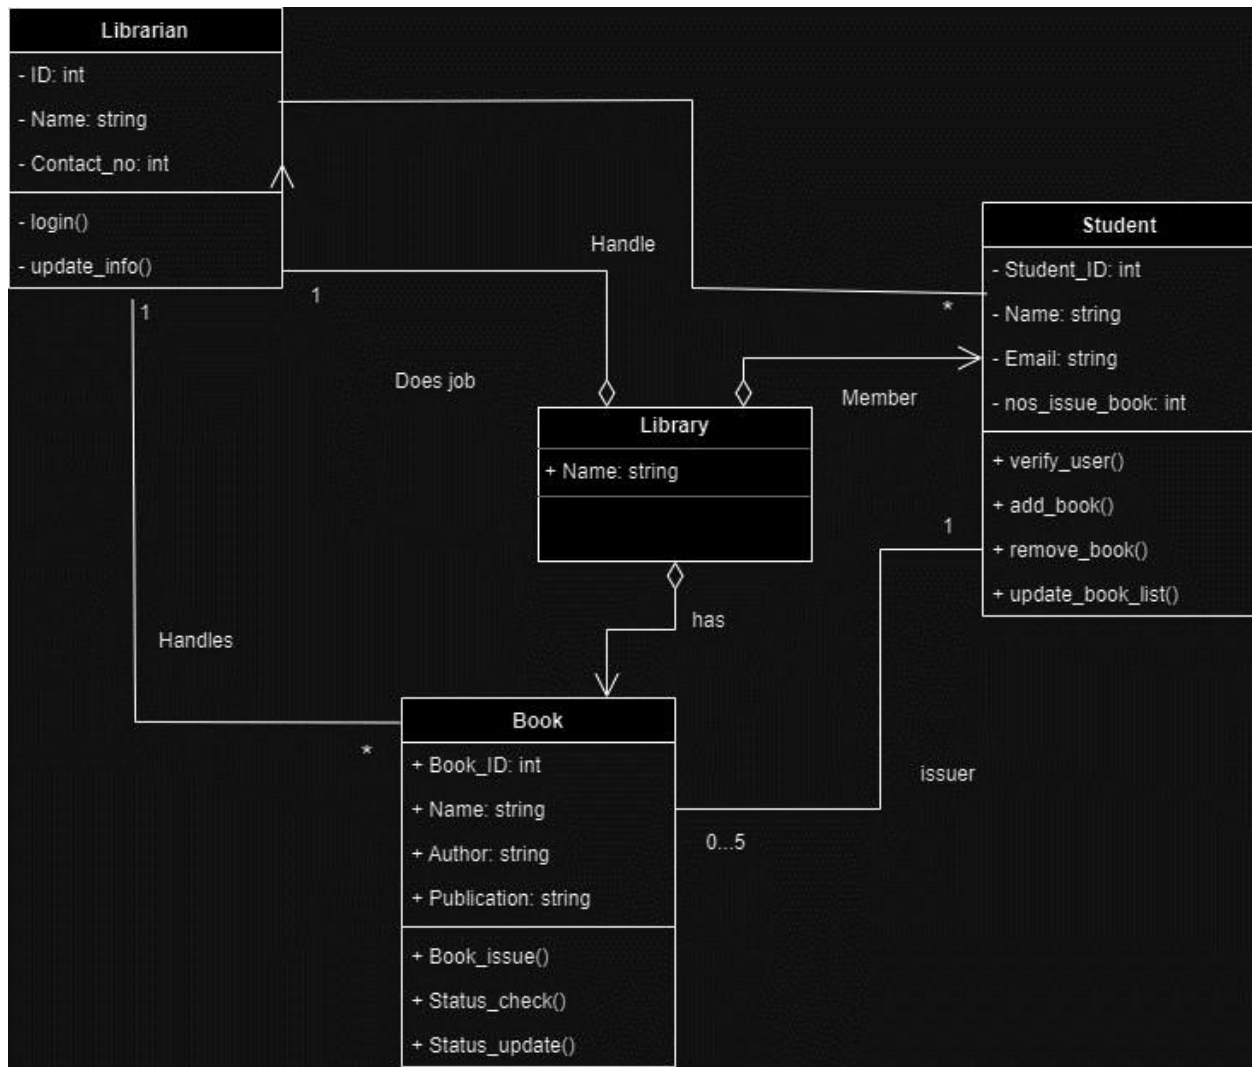 Librarian
- ID: int
- Name: string
- Contact_no: int
- login()
- update_info()
1
1
Handle
*
Student
- Student_ID: int
- Name: string
- Email: string
- nos_issue_book: int
+ verify_user()
+ add_book()
+ remove_book()
+ update_book_list()
Does job
Member
Library
+ Name: string
1
has
Handles
*
Book
+ Book_ID: int
+ Name: string
+ Author: string
+ Publication: string
+ Book_issue()
+ Status_check()
+ Status_update()
issuer
0...5